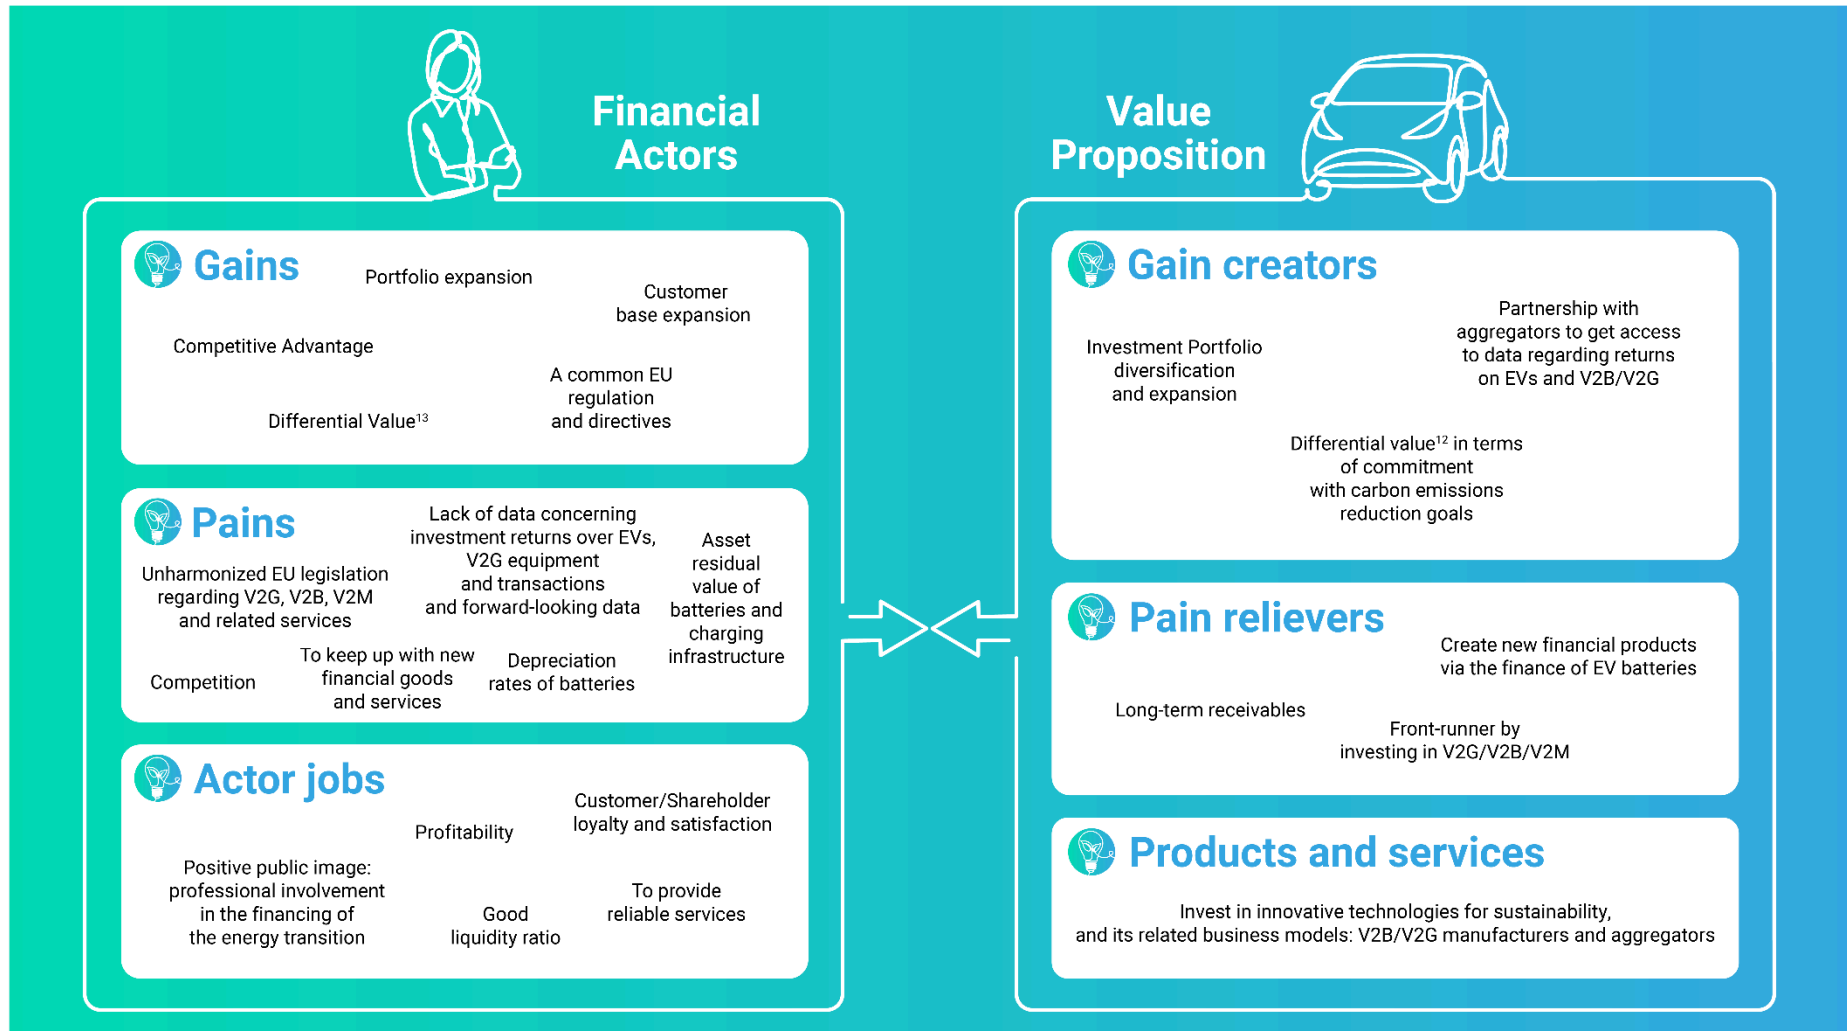 Financial
Actors
Gains
Portfolio expansion
Customer
base expansion
Competitive Advantage
A common EU
regulation
and directives
Differential Value¹³
Pains
Lack of data concerning
investment returns over EVs,
V2G equipment
and transactions
and forward-looking data
Asset
residual
value of
batteries and
charging
infrastructure
Unharmonized EU legislation
regarding V2G, V2B, V2M
and related services
Competition
To keep up with new
financial goods
and services
Depreciation
rates of batteries
Actor jobs
Profitability
Customer/Shareholder
loyalty and satisfaction
Positive public image:
professional involvement
in the financing of
the energy transition
Good
liquidity ratio
To provide
reliable services
Value
Proposition
Gain creators
Investment Portfolio
diversification
and expansion
Partnership with
aggregators to get access
to data regarding returns
on EVs and V2B/V2G
Differential value¹² in terms
of commitment
with carbon emissions
reduction goals
Pain relievers
Create new financial products
via the finance of EV batteries
Long-term receivables
Front-runner by
investing in V2G/V2B/V2M
Products and services
Invest in innovative technologies for sustainability,
and its related business models: V2B/V2G manufacturers and aggregators